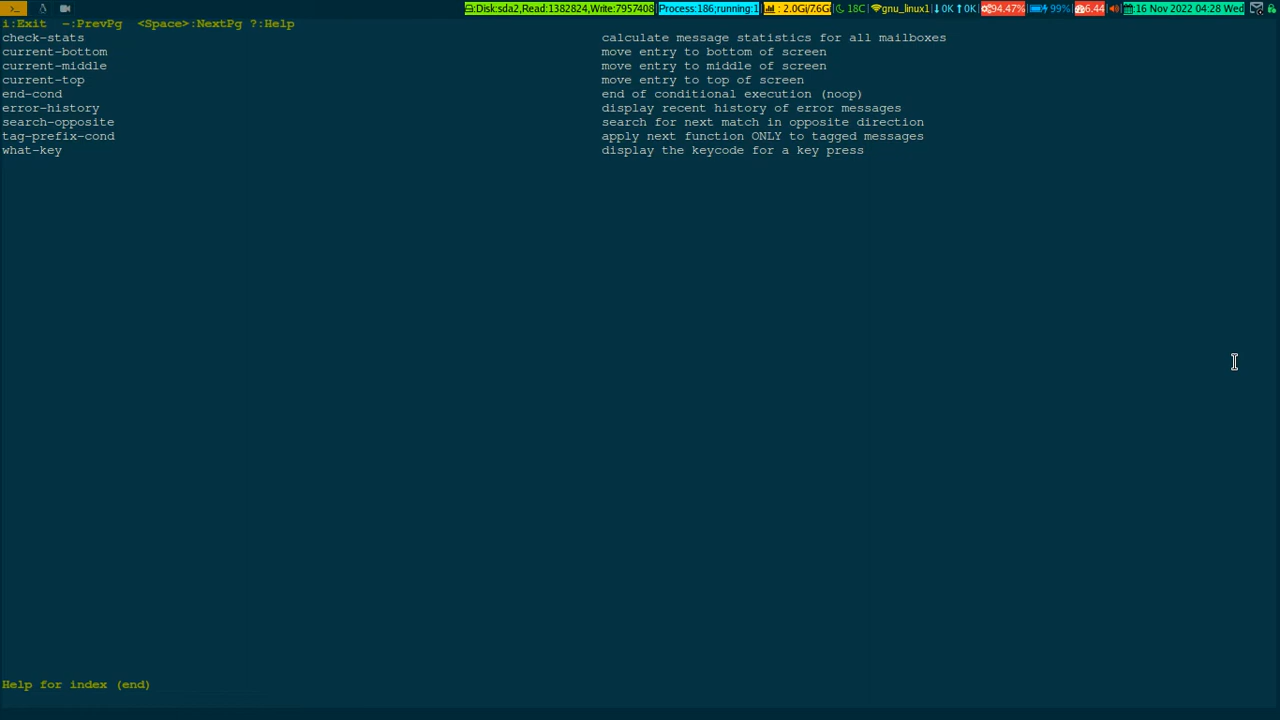 >_ Disk:sda2,Read:1382824,Write:7957408 Process:186;running:1 : 2.0Gi/7.6Gi 18C gnu_linux1 ↓0K ↑0K 94.47% 99% 6.44 :16 Nov 2022 04:28 Wed
i:Exit -:PrevPg <Space>:NextPg ?:Help
check-stats calculate message statistics for all mailboxes
current-bottom move entry to bottom of screen
current-middle move entry to middle of screen
current-top move entry to top of screen
end-cond end of conditional execution (noop)
error-history display recent history of error messages
search-opposite search for next match in opposite direction
tag-prefix-cond apply next function ONLY to tagged messages
what-key display the keycode for a key press
Help for index (end)